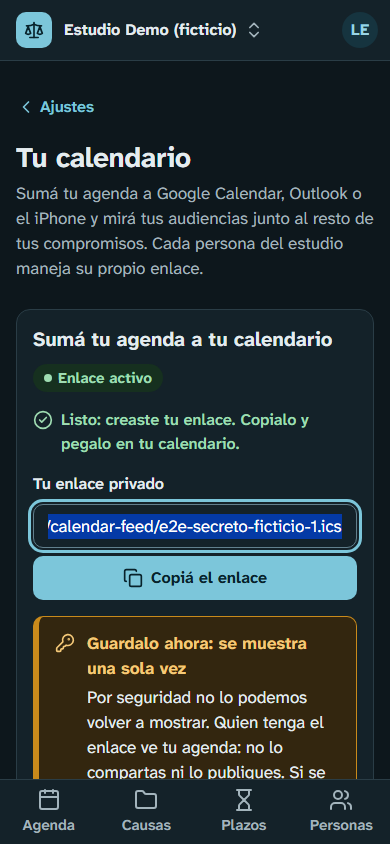 Estudio Demo (ficticio)
LE
Ajustes
Tu calendario
Sumá tu agenda a Google Calendar, Outlook o
el iPhone y mirá tus audiencias junto al resto de
tus compromisos. Cada persona del estudio
maneja su propio enlace.
Sumá tu agenda a tu calendario
Enlace activo
Listo: creaste tu enlace. Copialo y
pegalo en tu calendario.
Tu enlace privado
/calendar-feed/e2e-secreto-ficticio-1.ics
Copiá el enlace
Guardalo ahora: se muestra
una sola vez
Por seguridad no lo podemos
volver a mostrar. Quien tenga el
enlace ve tu agenda: no lo
compartas ni lo publiques. Si se
Agenda
Causas
Plazos
Personas